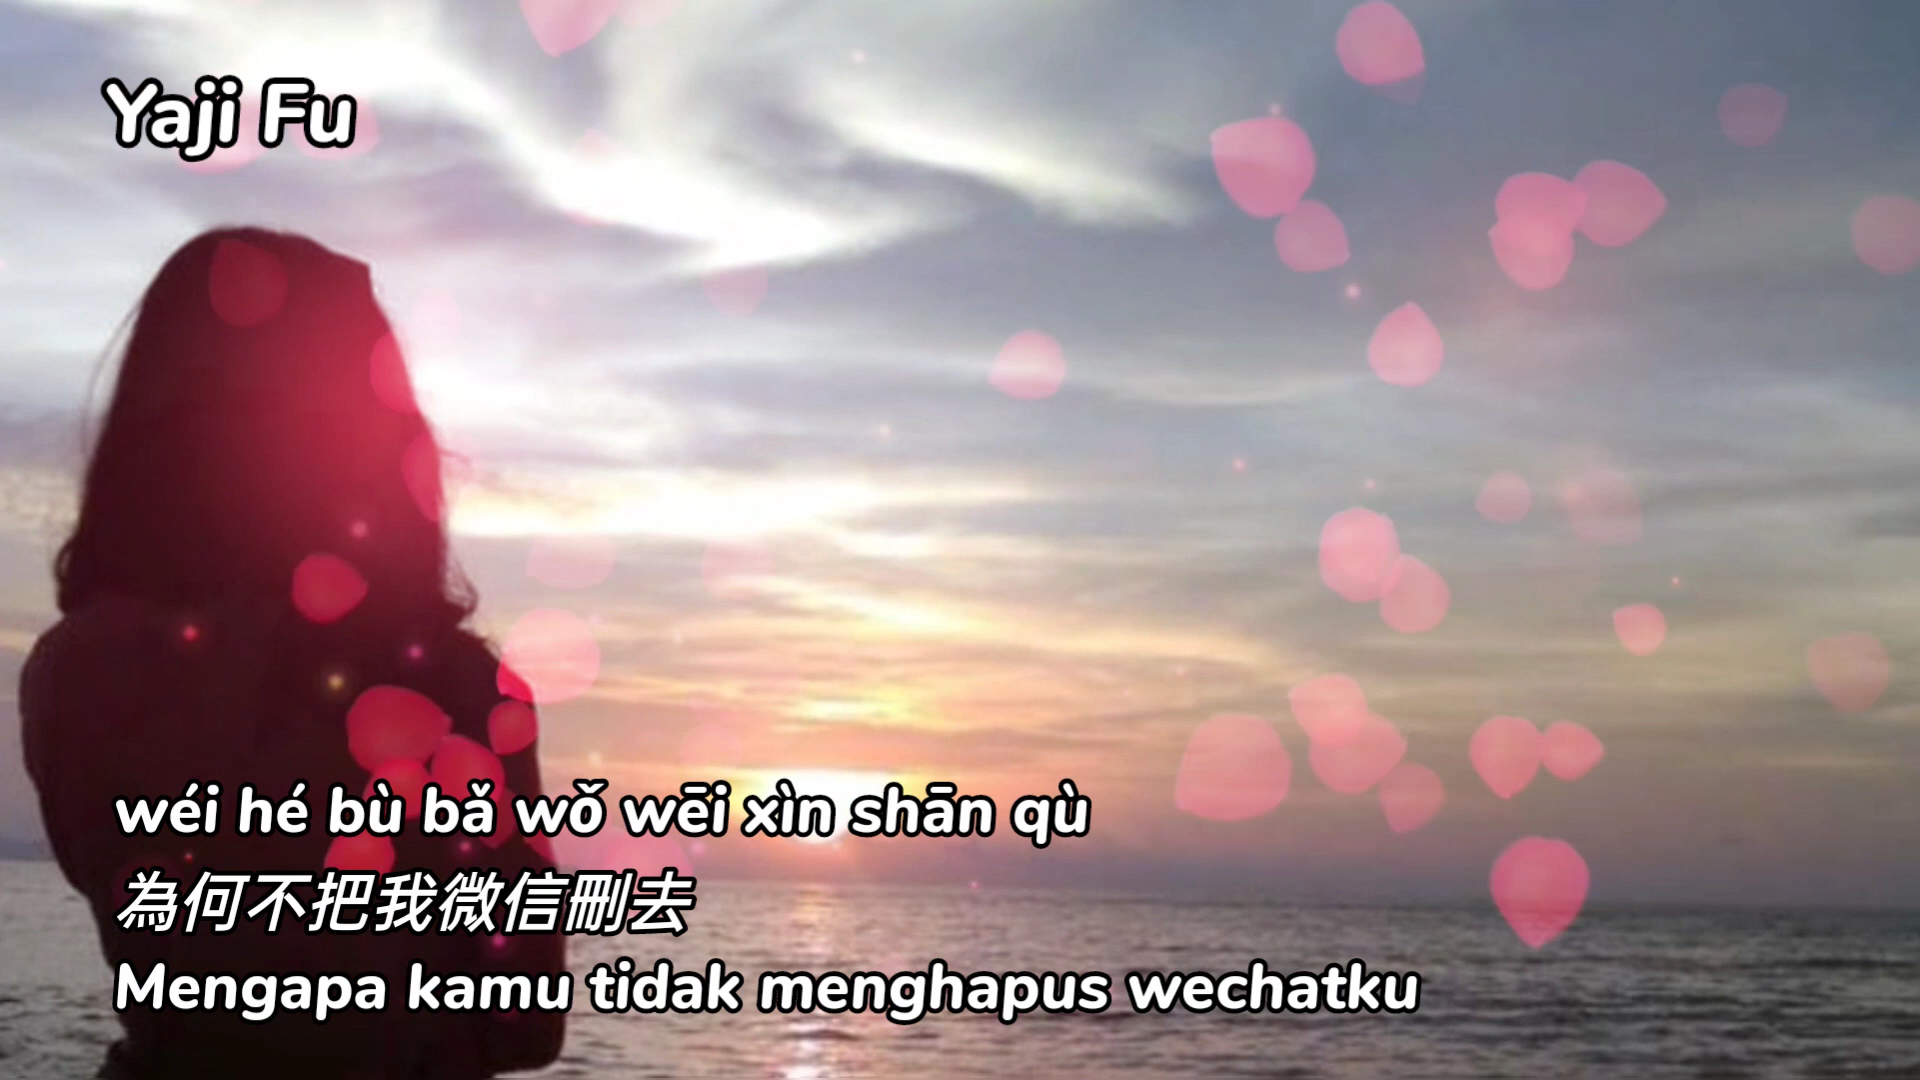 Yaji Fu
wéi hé bù bǎ wǒ wēi xìn shān qù
為何不把我微信刪去
Mengapa kamu tidak menghapus wechatku